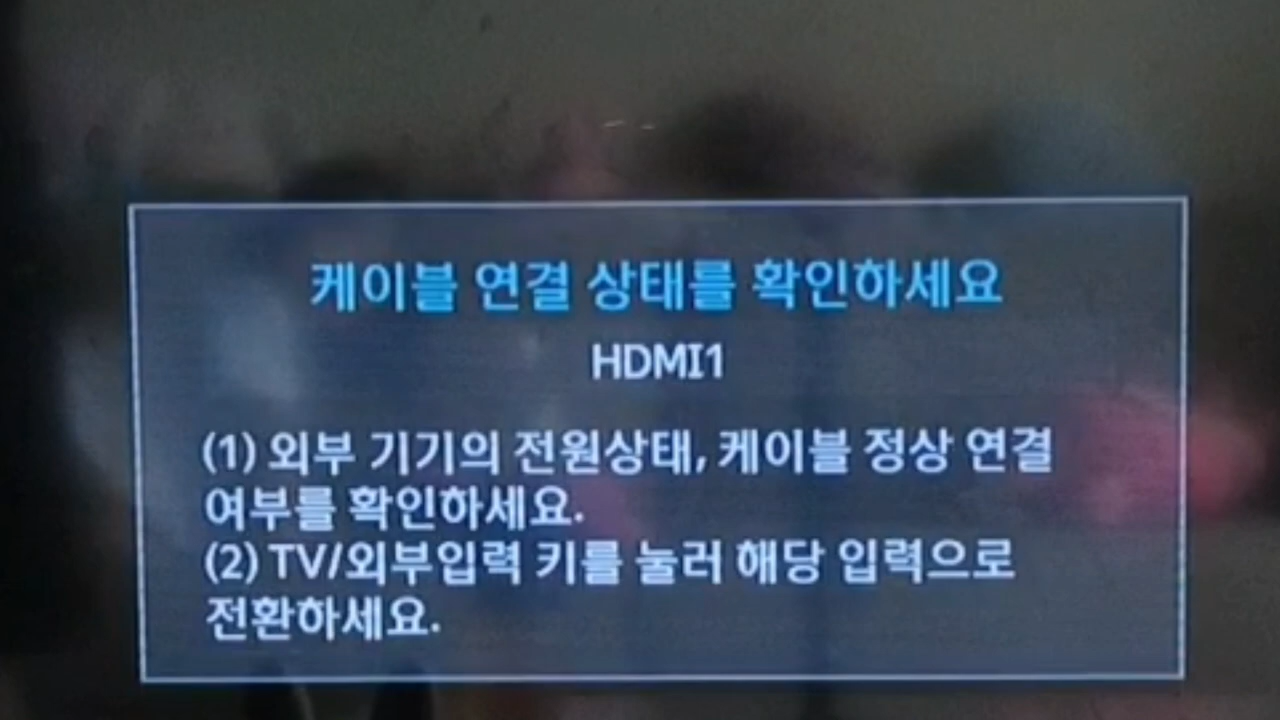 케이블 연결 상태를 확인하세요
HDMI1
(1) 외부 기기의 전원상태, 케이블 정상 연결
여부를 확인하세요.
(2) TV/외부입력 키를 눌러 해당 입력으로
전환하세요.